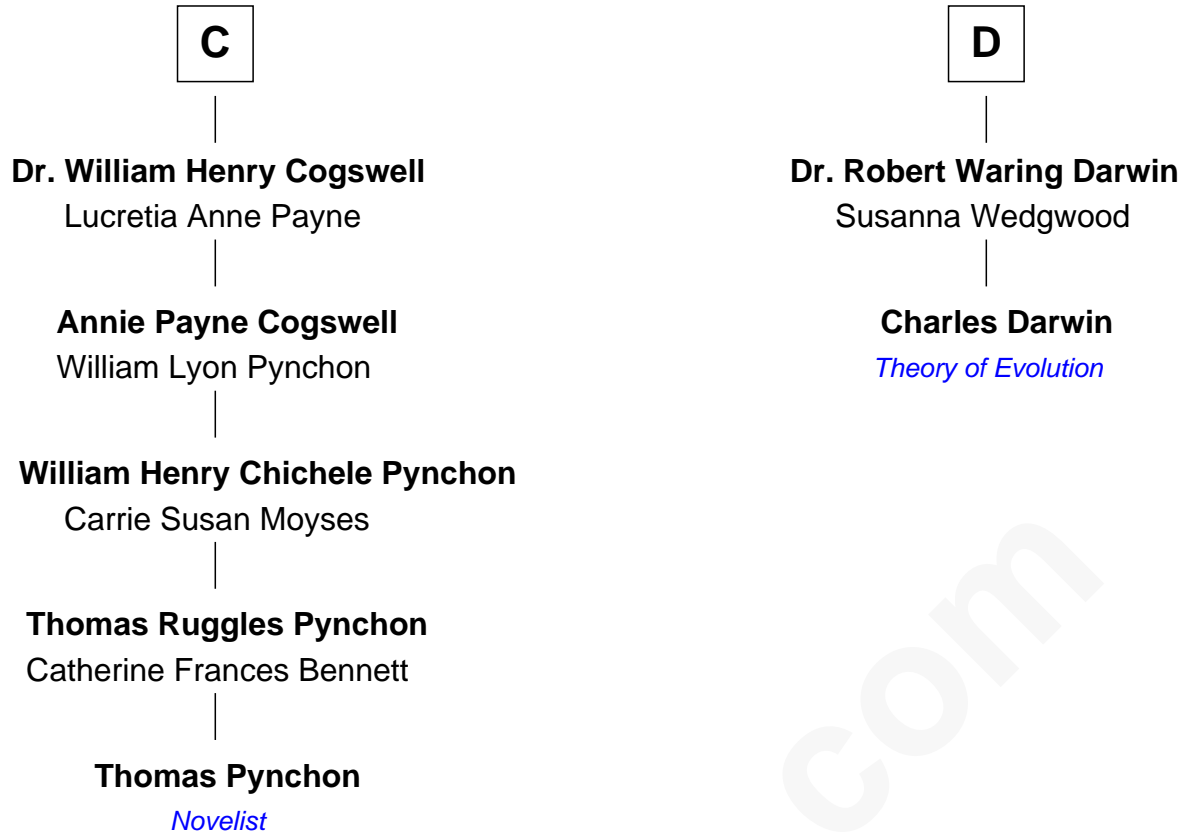 C
Dr. William Henry Cogswell
Lucretia Anne Payne
Annie Payne Cogswell
William Lyon Pynchon
William Henry Chichele Pynchon
Carrie Susan Moyses
Thomas Ruggles Pynchon
Catherine Frances Bennett
Thomas Pynchon
Novelist
D
Dr. Robert Waring Darwin
Susanna Wedgwood
Charles Darwin
Theory of Evolution
com